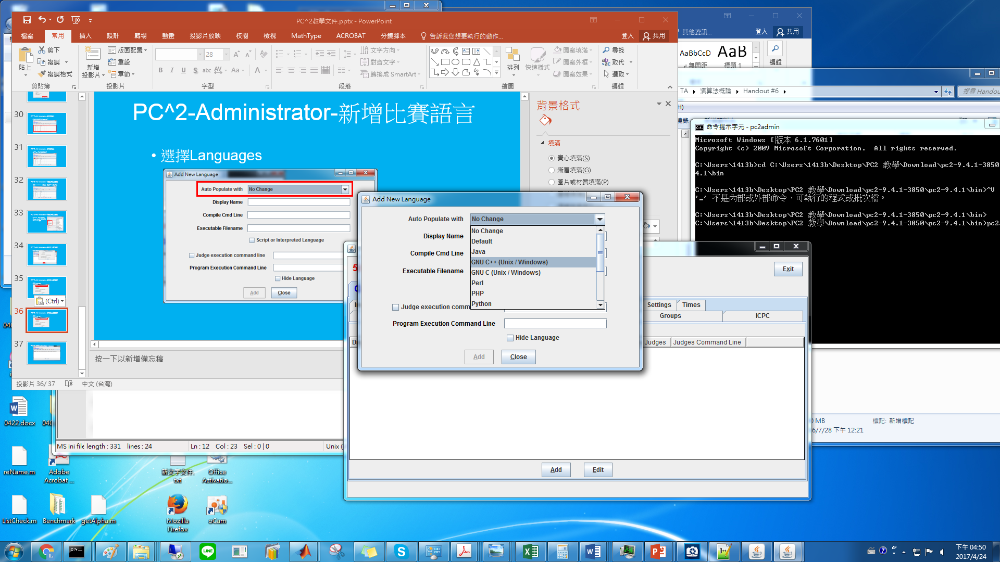 PC^2教學文件.pptx - PowerPoint
檔案 常用 插入 設計 轉場 動畫 投影片放映 校閱 檢視 MathType ACROBAT 分鏡腳本 告訴我您想要執行的動作... 登入 共用
貼上 剪下 複製 複製格式 剪貼簿
新增投影片 版面配置 重設 章節 投影片
28
B I U S abc AV Aa A 字型
文字方向 對齊文字 轉換成 SmartArt 段落
排列 快速樣式 圖案填滿 圖案外框 圖案效果 繪圖
尋找 取代 選取 編輯
其他資訊... 登入 共用
AaBbCcD AaB
無間距 標題 1 編輯
TA 演算法概論 Handout #6 搜尋 Handou
30
31
32
33
34
35
(Ctrl)
36
37
PC^2-Administrator-新增比賽語言
• 選擇Languages
Add New Language
Auto Populate with No Change
Display Name
Compile Cmd Line
Executable Filename
Script or Interpreted Language
Judge execution command line
Program Execution Command Line
Hide Language
Add Close
按一下以新增備忘稿
投影片 36/ 37 中文 (台灣)
背景格式
填滿
實心填滿(S)
漸層填滿(G)
圖片或材質填滿(P)
Add New Language
Auto Populate with No Change
No Change
Default
Java
GNU C++ (Unix / Windows)
GNU C (Unix / Windows)
Perl
PHP
Python
Display Name
Compile Cmd Line
Executable Filename
Judge execution comm
Program Execution Command Line
Hide Language
Add Close
Exit
Settings Times
Groups ICPC
Judges Judges Command Line
Add Edit
命令提示字元 - pc2admin
Microsoft Windows [版本 6.1.7601]
Copyright (c) 2009 Microsoft Corporation.  All rights reserved.
C:\Users\1413b>cd C:\Users\1413b\Desktop\PC2 教學\Download\pc2-9.4.1-3850
4.1\bin
C:\Users\1413b\Desktop\PC2 教學\Download\pc2-9.4.1-3850\pc2-9.4.1\bin>^V
不是內部或外部命令、可執行的程式或批次檔。
C:\Users\1413b\Desktop\PC2 教學\Download\pc2-9.4.1-3850\pc2-9.4.1\bin>
C:\Users\1413b\Desktop\PC2 教學\Download\pc2-9.4.1-3850\pc2-9.4.1\bin>pc2
MB 標記: 新增標記
6/7/28 下午 12:21
MS ini file length : 331 lines : 24 Ln : 12 Col : 23 Sel : 0 | 0 Unix (
0422.docx
reName.m
Adobe Acrobat ...
新文字文件.txt
Office Activatio...
ListCheck.m
Benchmark
getAlpha.m
Mozilla Firefox
oCam
下午 04:50
2017/4/24